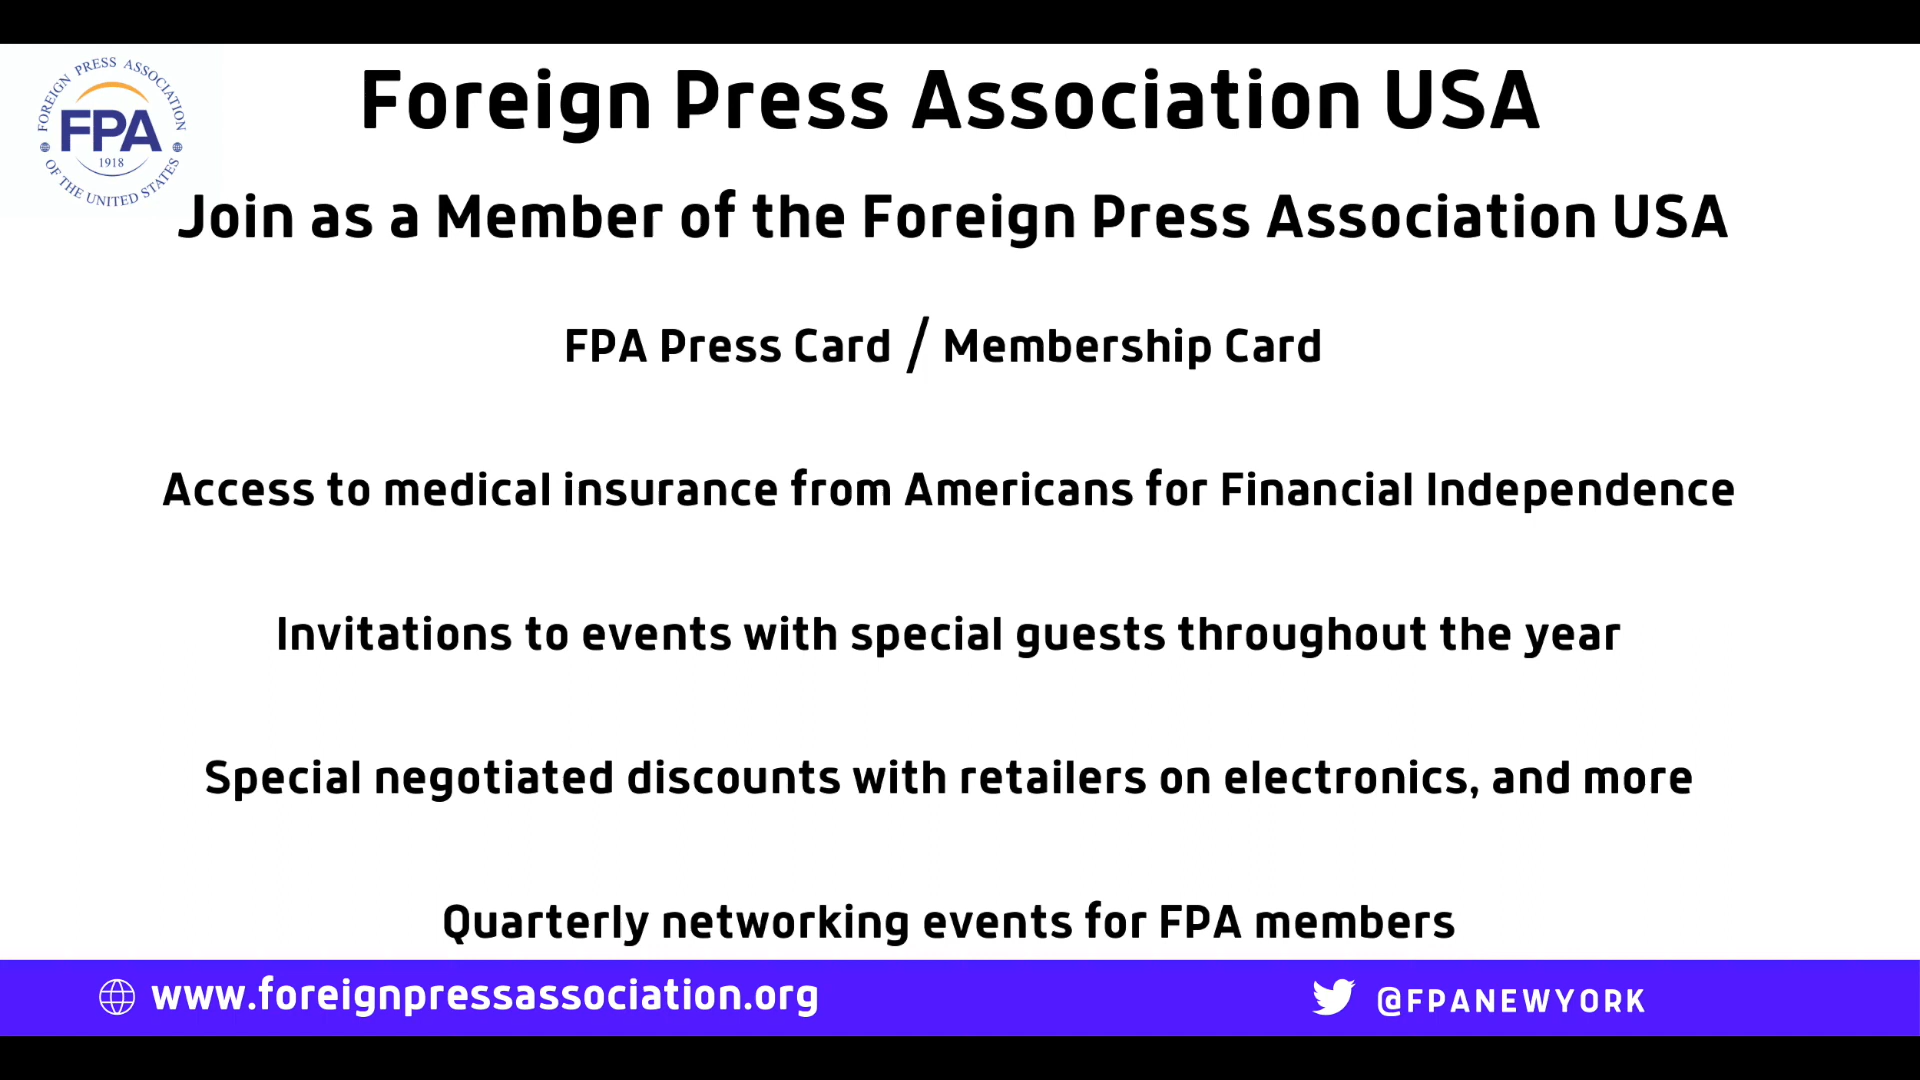 FOREIGN PRESS ASSOCIATION
FPA
1918
OF THE UNITED STATES
Foreign Press Association USA
Join as a Member of the Foreign Press Association USA
FPA Press Card / Membership Card
Access to medical insurance from Americans for Financial Independence
Invitations to events with special guests throughout the year
Special negotiated discounts with retailers on electronics, and more
Quarterly networking events for FPA members
www.foreignpressassociation.org
@FPANEWYORK